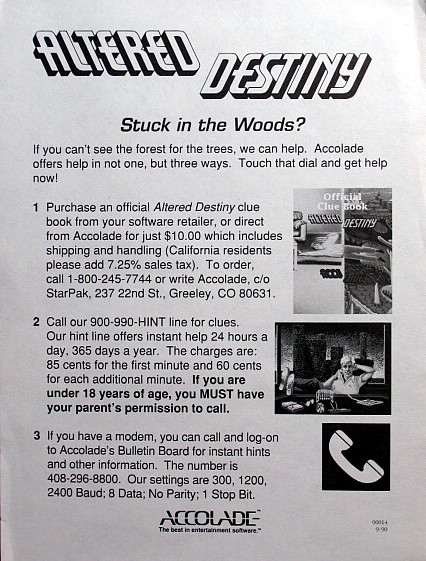 ALTERED
DESTINY
Stuck in the Woods?
If you can't see the forest for the trees, we can help. Accolade
offers help in not one, but three ways. Touch that dial and get help
now!
1 Purchase an official Altered Destiny clue
book from your software retailer, or direct
from Accolade for just $10.00 which includes
shipping and handling (California residents
please add 7.25% sales tax). To order,
call 1-800-245-7744 or write Accolade, c/o
StarPak, 237 22nd St., Greeley, CO 80631.
Official
Clue Book
ALTERED DESTINY
2 Call our 900-990-HINT line for clues.
Our hint line offers instant help 24 hours a
day, 365 days a year. The charges are:
85 cents for the first minute and 60 cents
for each additional minute. If you are
under 18 years of age, you MUST have
your parent's permission to call.
3 If you have a modem, you can call and log-on
to Accolade's Bulletin Board for instant hints
and other information. The number is
408-296-8800. Our settings are 300, 1200,
2400 Baud; 8 Data; No Parity; 1 Stop Bit.
ACCOLADE™
The best in entertainment software.™
9/90